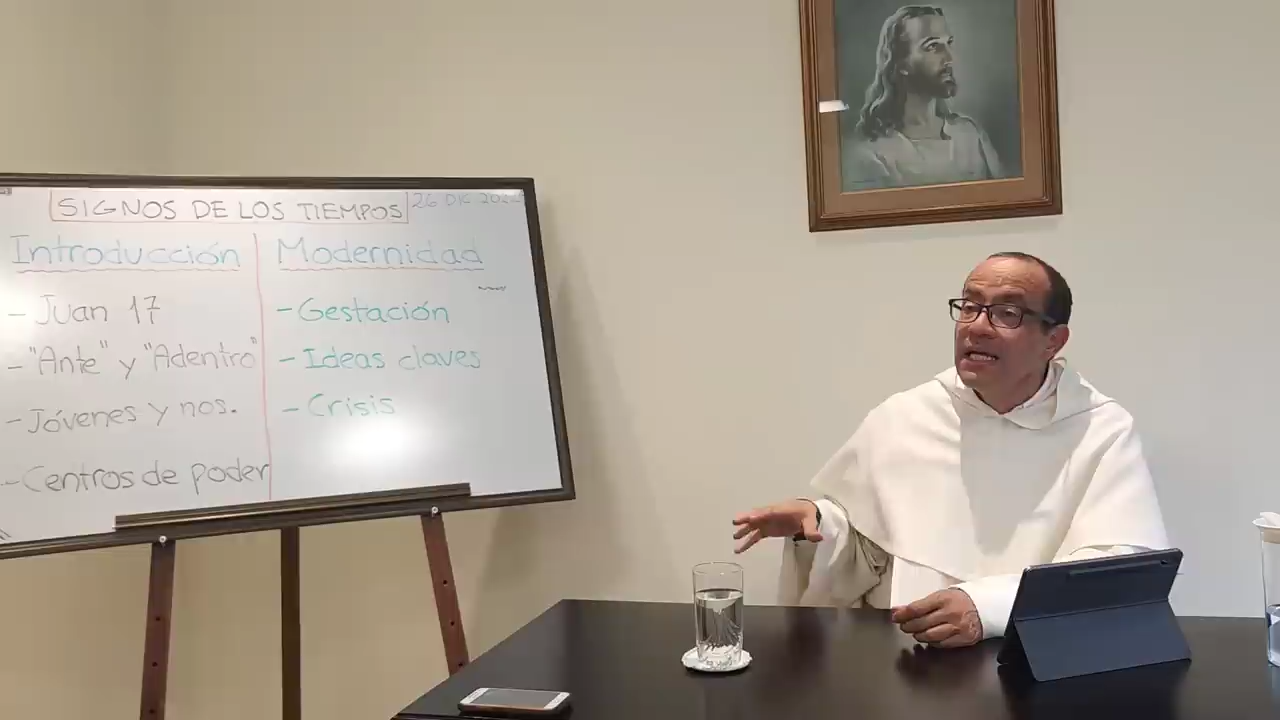 SIGNOS DE LOS TIEMPOS
26 DIC
Introducción
- Juan 17
- "Ante" y "Adentro"
- Jóvenes y nos.
- Centros de poder
Modernidad
- Gestación
- Ideas claves
- Crisis